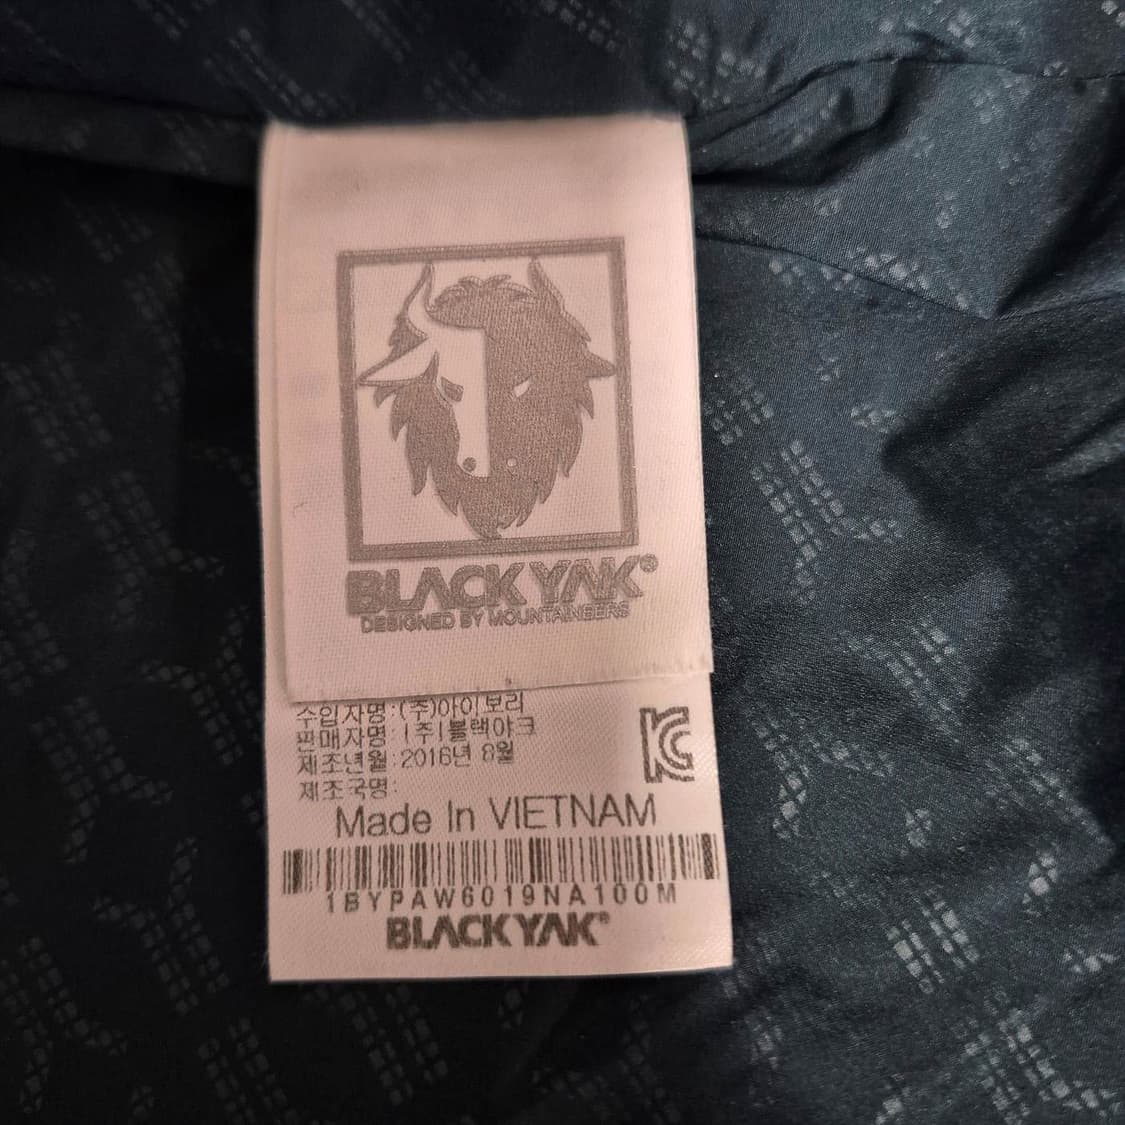 BLACK YAK®
DESIGNED BY MOUNTAINEERS
수입자명:(주)아이보리
판매자명:(주)블랙야크
제조년월:2016년 8월
제조국명:
Made In VIETNAM
1BYPAW6019NA100M
BLACK YAK®